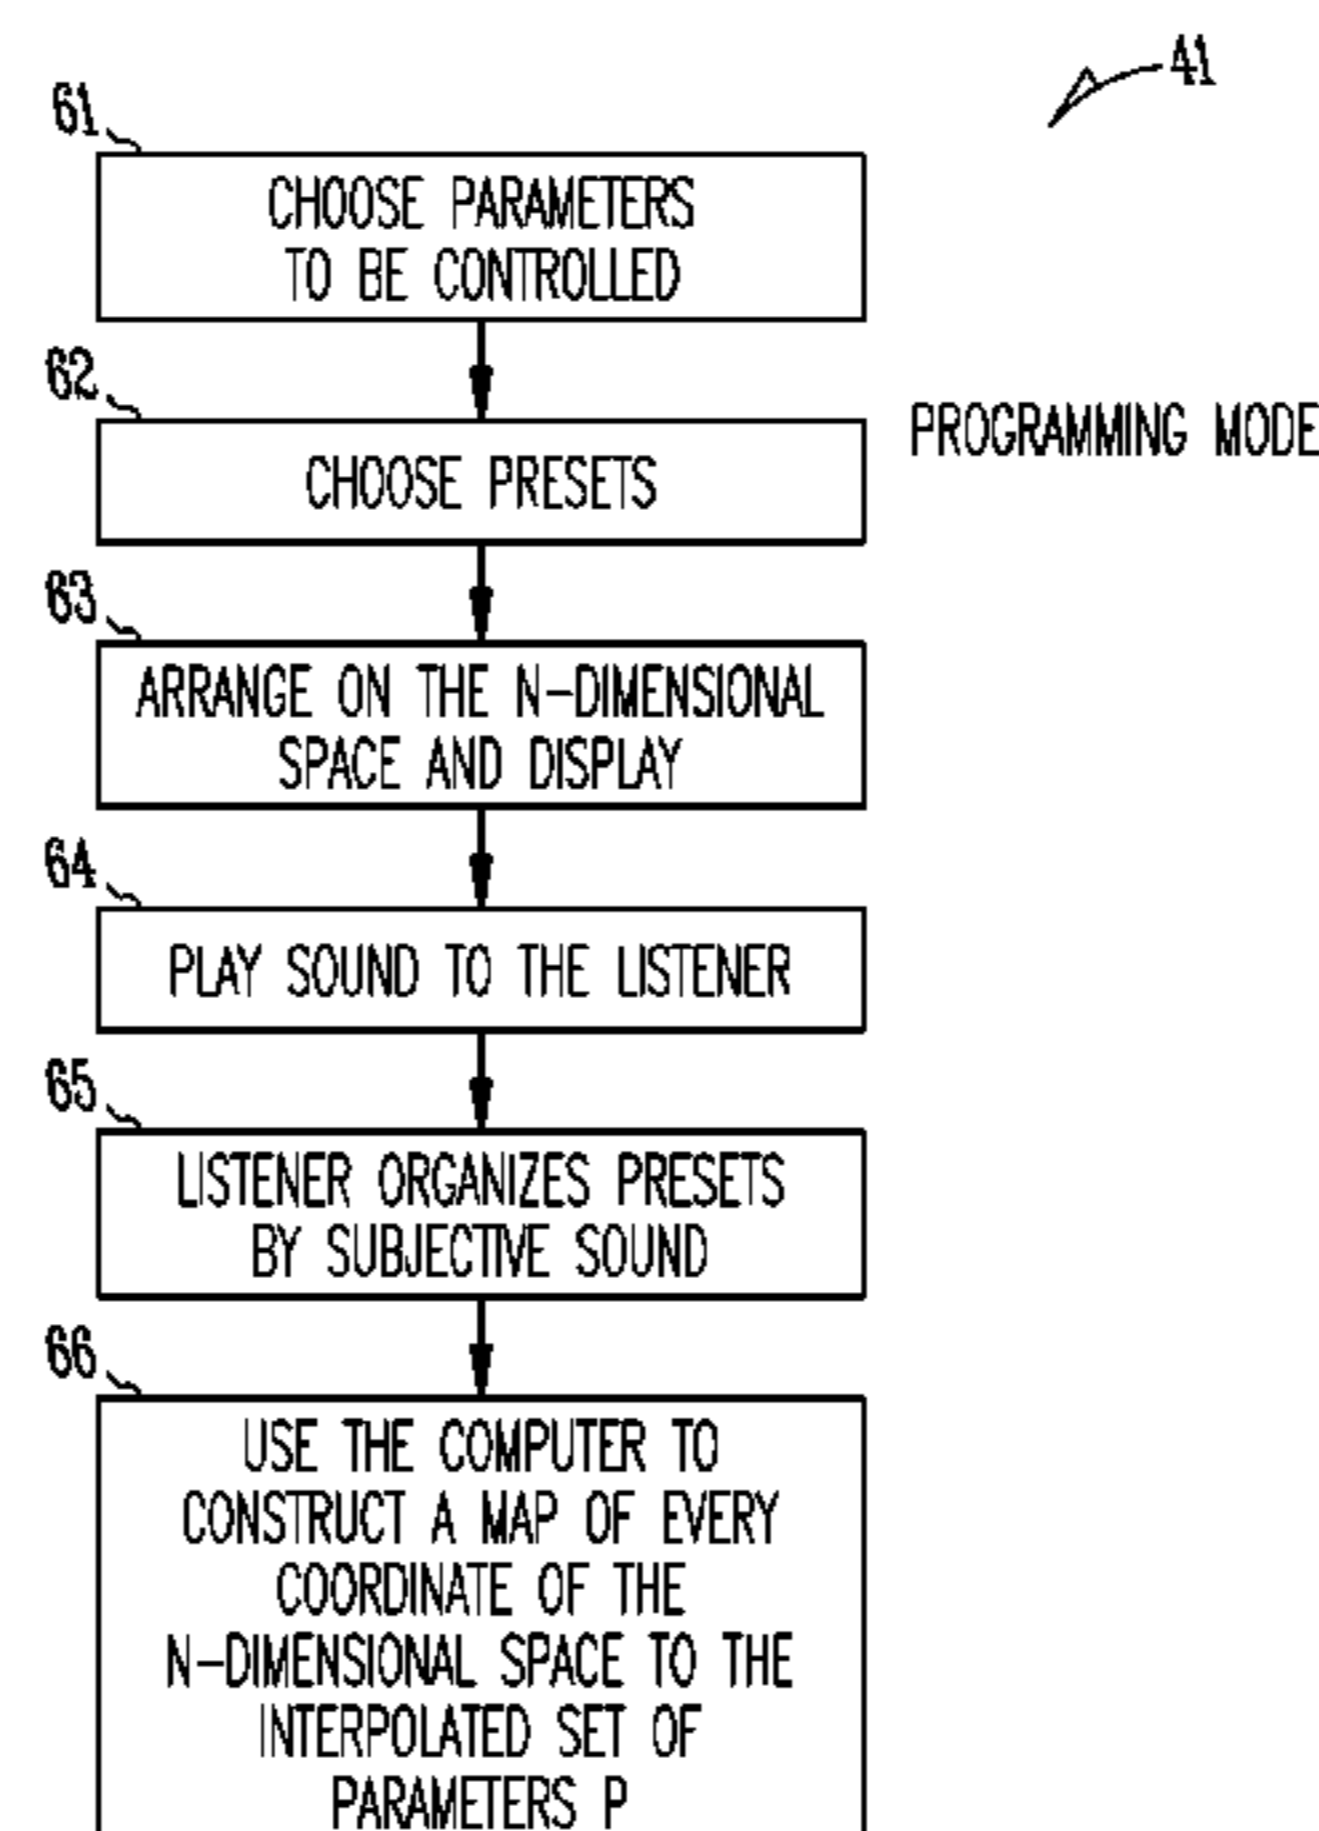 41
61
CHOOSE PARAMETERS
TO BE CONTROLLED
62
CHOOSE PRESETS
PROGRAMMING MODE
63
ARRANGE ON THE N-DIMENSIONAL
SPACE AND DISPLAY
64
PLAY SOUND TO THE LISTENER
65
LISTENER ORGANIZES PRESETS
BY SUBJECTIVE SOUND
66
USE THE COMPUTER TO
CONSTRUCT A MAP OF EVERY
COORDINATE OF THE
N-DIMENSIONAL SPACE TO THE
INTERPOLATED SET OF
PARAMETERS P